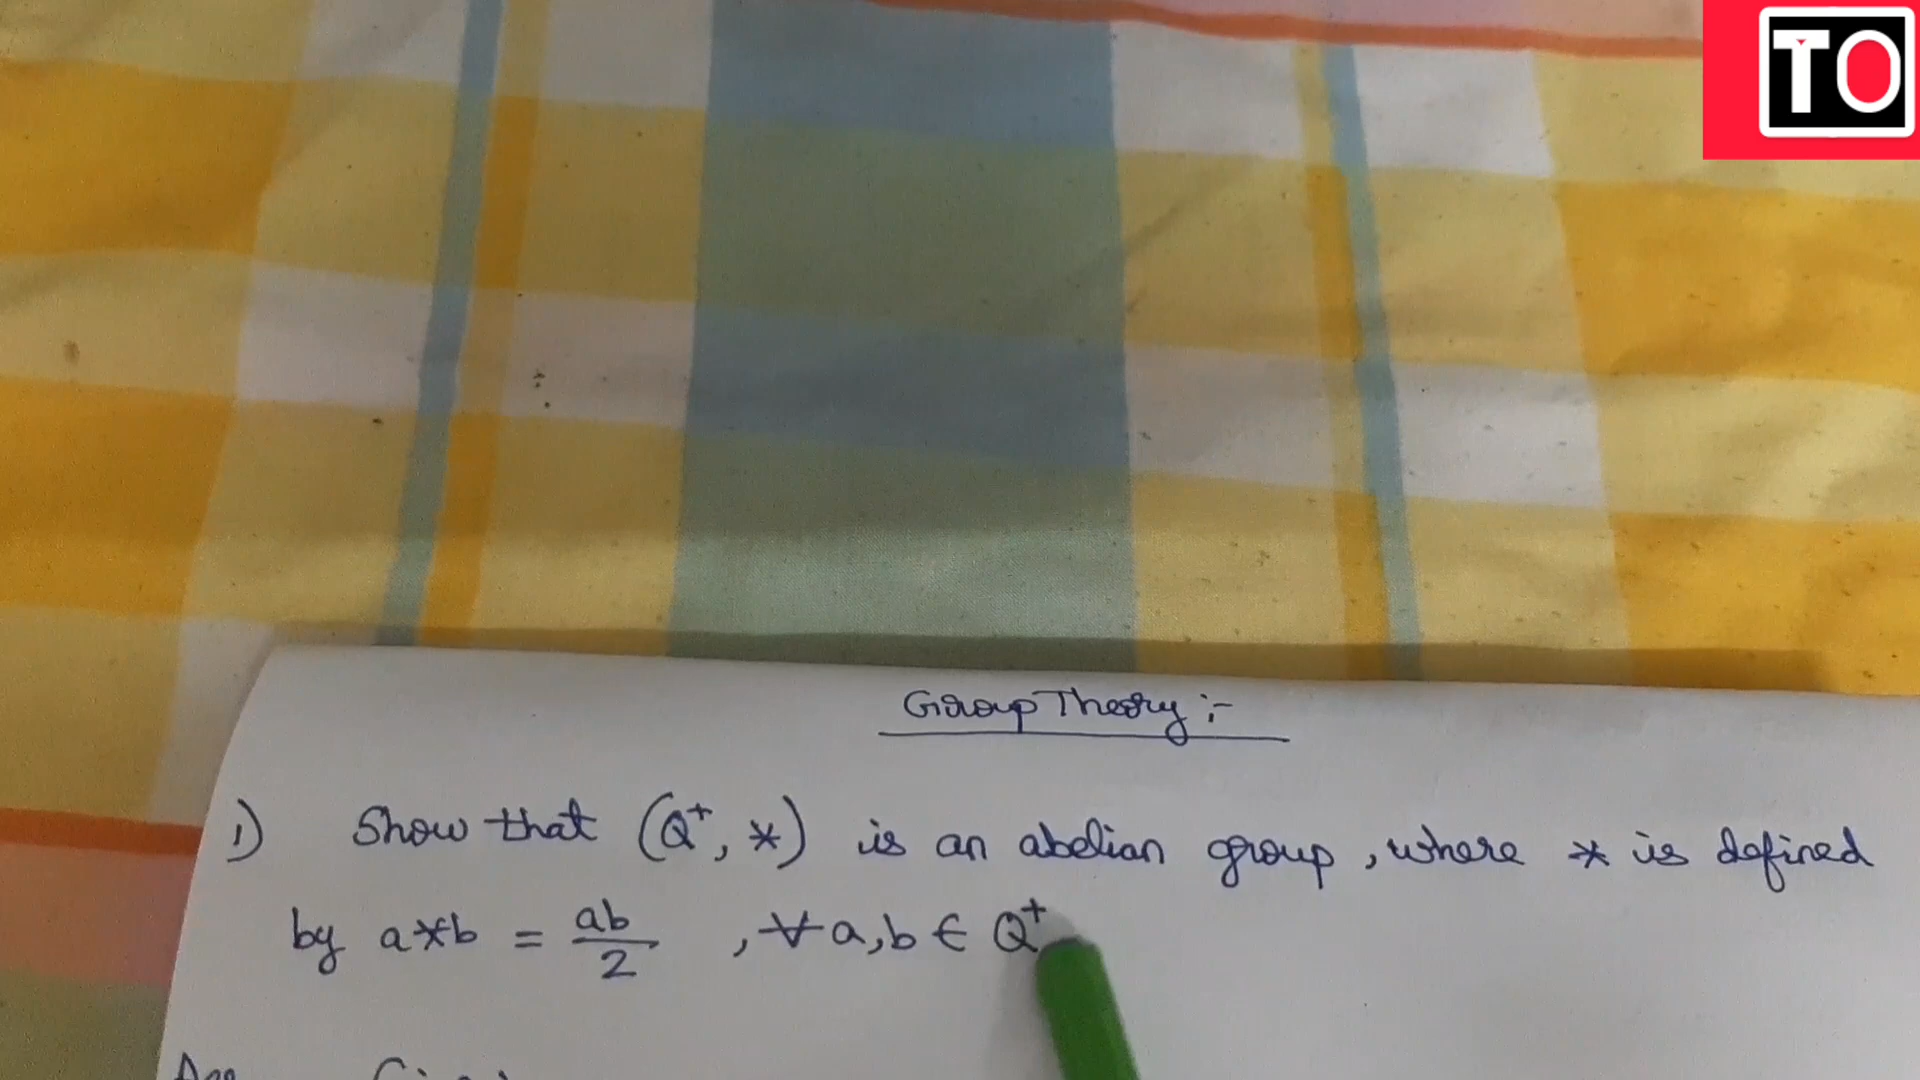 TO
Group Theory :-
1) Show that (Q⁺, *) is an abelian group, where * is defined
by a*b = ab/2 , ∀ a,b ∈ Q⁺